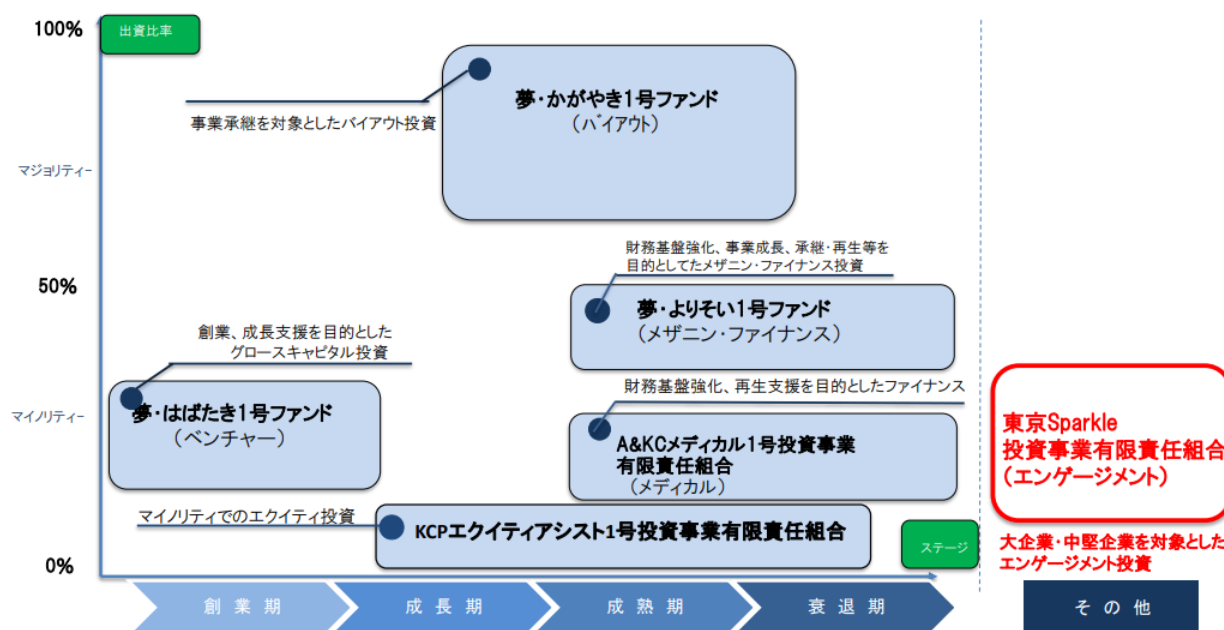 100%
出資比率
夢・かがやき1号ファンド
(バイアウト)
事業承継を対象としたバイアウト投資
マジョリティー
財務基盤強化、事業成長、承継・再生等を
目的としてたメザニン・ファイナンス投資
50%
夢・よりそい1号ファンド
(メザニン・ファイナンス)
創業、成長支援を目的とした
グロースキャピタル投資
財務基盤強化、再生支援を目的としたファイナンス
マイノリティー
夢・はばたき1号ファンド
(ベンチャー)
A&KCメディカル1号投資事業
有限責任組合
(メディカル)
東京Sparkle
投資事業有限責任組合
(エンゲージメント)
マイノリティでのエクイティ投資
KCPエクイティアシスト1号投資事業有限責任組合
ステージ
大企業・中堅企業を対象とした
エンゲージメント投資
0%
創業期
成長期
成熟期
衰退期
その他